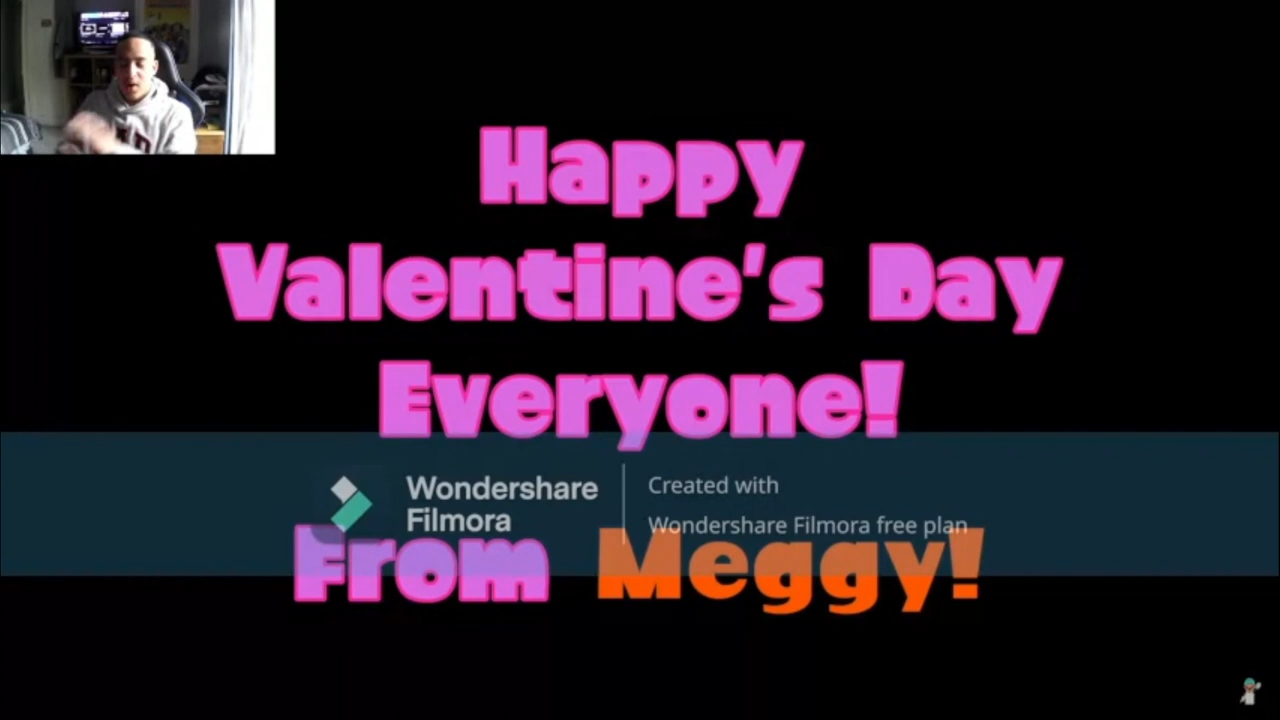 Happy
Valentine's Day
Everyone!
Wondershare
Filmora
Created with
Wondershare Filmora free plan
From Meggy!